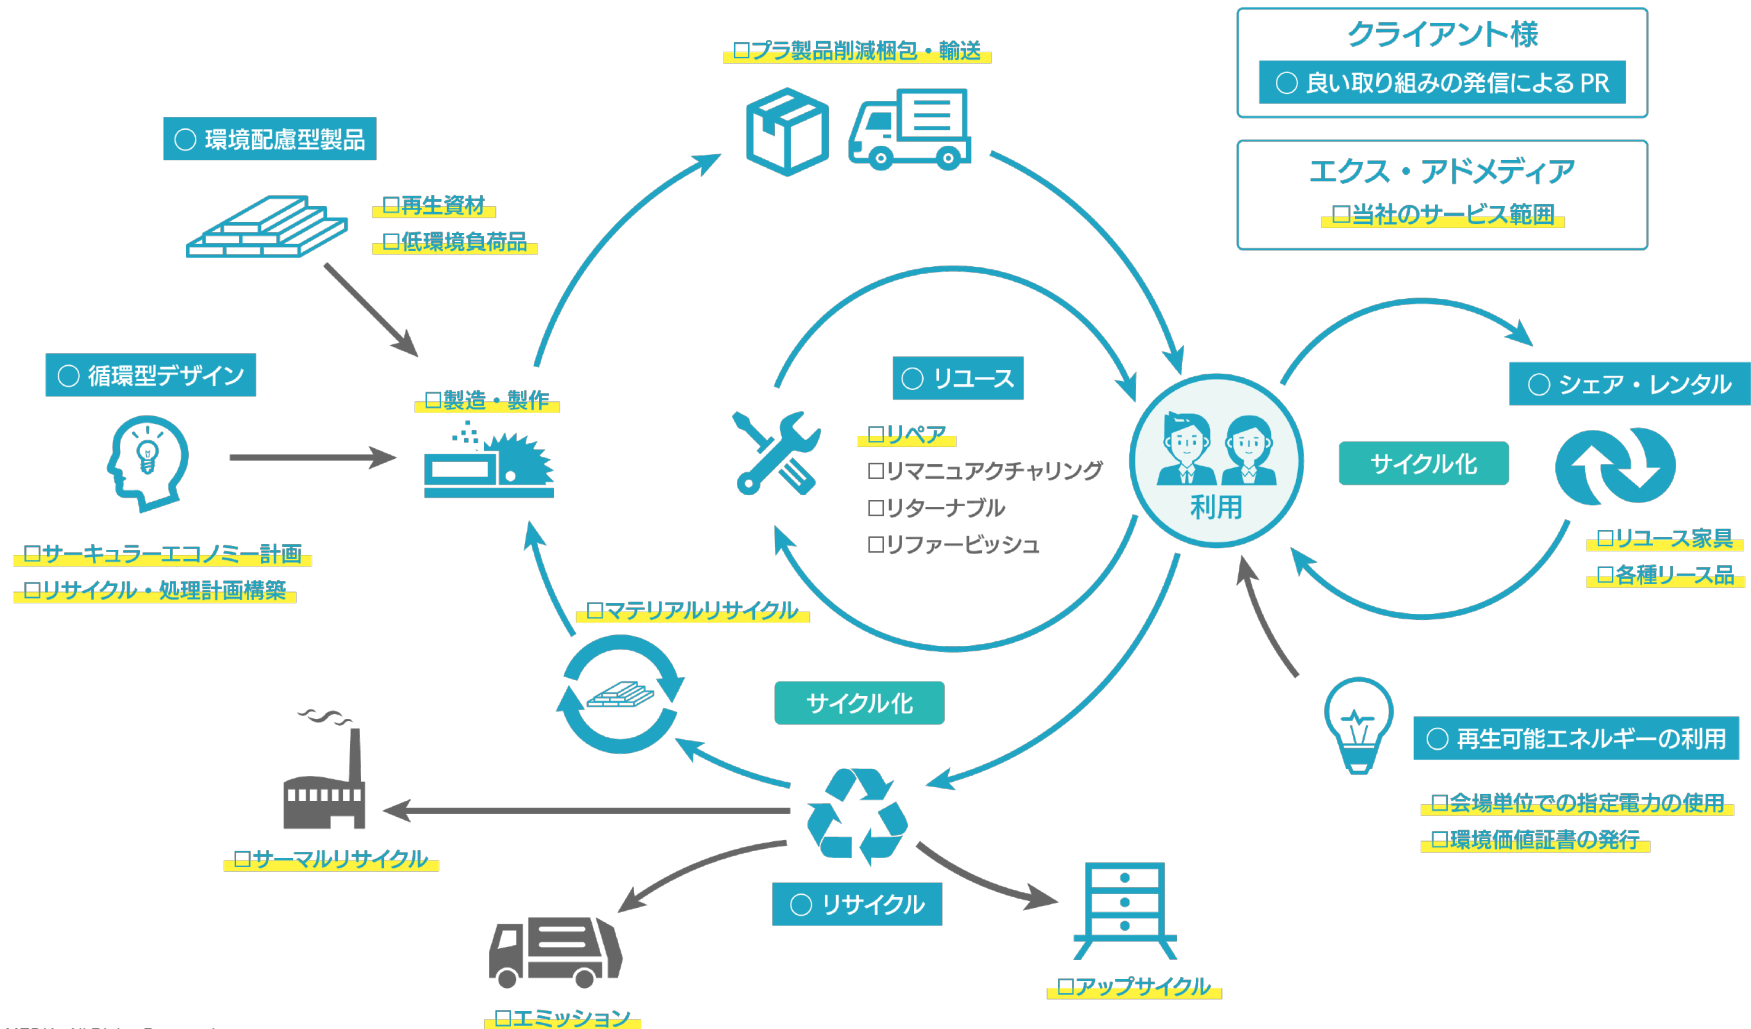 □プラ製品削減梱包・輸送
クライアント様
○ 良い取り組みの発信による PR
エクス・アドメディア
□当社のサービス範囲
○ 環境配慮型製品
□再生資材
□低環境負荷品
○ 循環型デザイン
□サーキュラーエコノミー計画
□リサイクル・処理計画構築
□製造・製作
○ リユース
□リペア
□リマニュアクチャリング
□リターナブル
□リファービッシュ
利用
サイクル化
○ シェア・レンタル
□リユース家具
□各種リース品
□マテリアルリサイクル
サイクル化
○ 再生可能エネルギーの利用
□会場単位での指定電力の使用
□環境価値証書の発行
□サーマルリサイクル
○ リサイクル
□アップサイクル
□エミッション